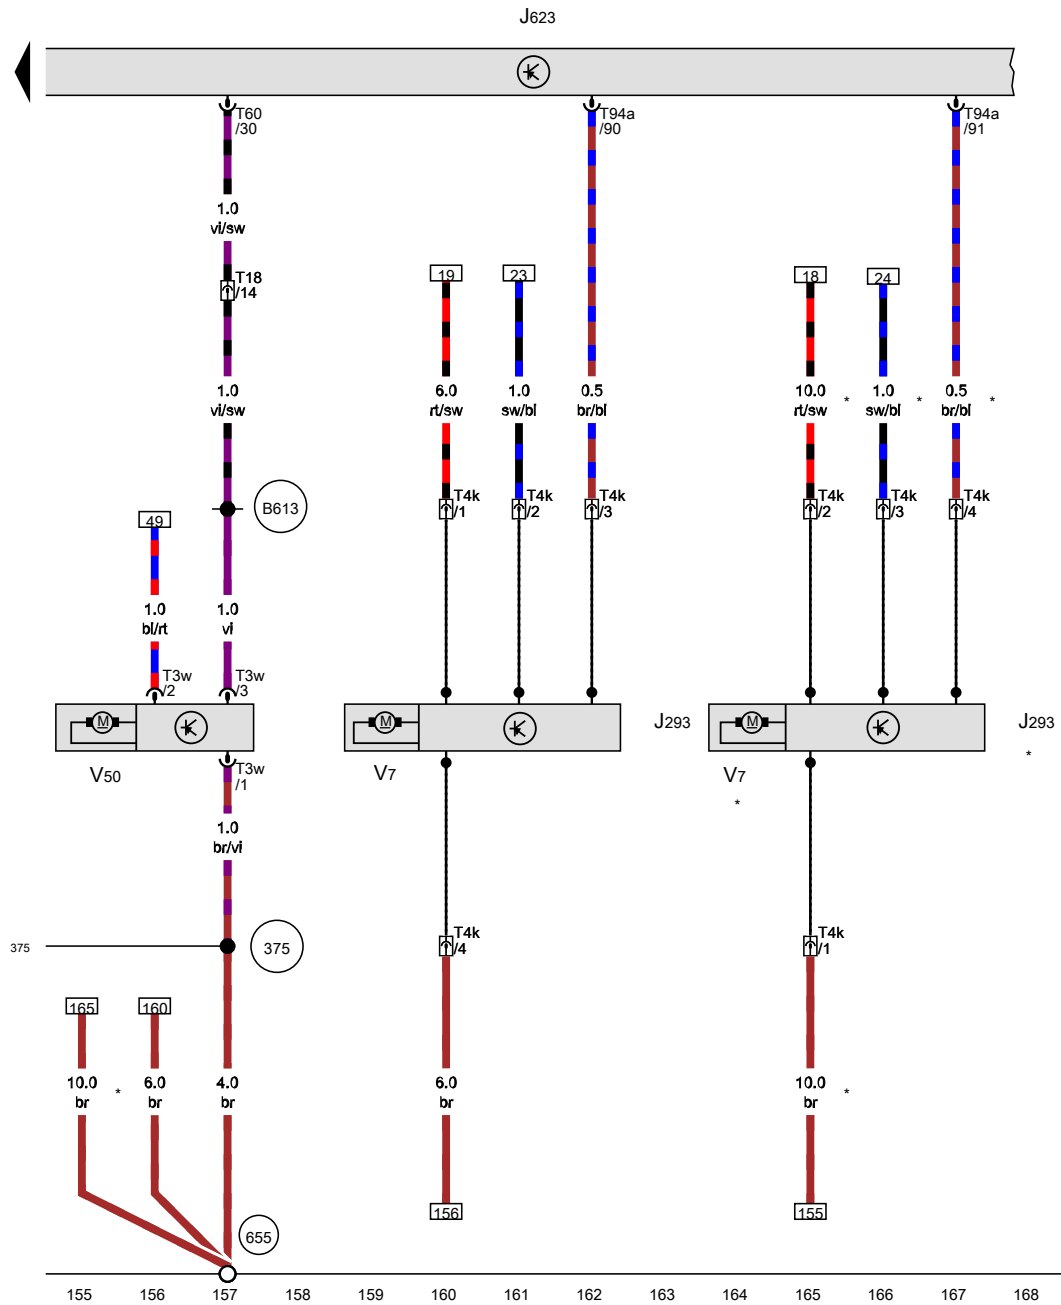 J623
T60
/30
T94a
/90
T94a
/91
1.0
vi/sw
T18
/14
19
23
18
24
1.0
vi/sw
6.0
rt/sw
1.0
sw/bl
0.5
br/bl
10.0
rt/sw
*
1.0
sw/bl
*
0.5
br/bl
*
B613
T4k
/1
T4k
/2
T4k
/3
T4k
/2
T4k
/3
T4k
/4
49
1.0
bl/rt
1.0
vi
T3w
/2
T3w
/3
M
M
M
V50
V7
J293
V7
*
J293
*
T3w
/1
1.0
br/vi
375
375
T4k
/4
T4k
/1
165
160
10.0
br
*
6.0
br
4.0
br
6.0
br
10.0
br
*
156
155
655
155 156 157 158 159 160 161 162 163 164 165 166 167 168